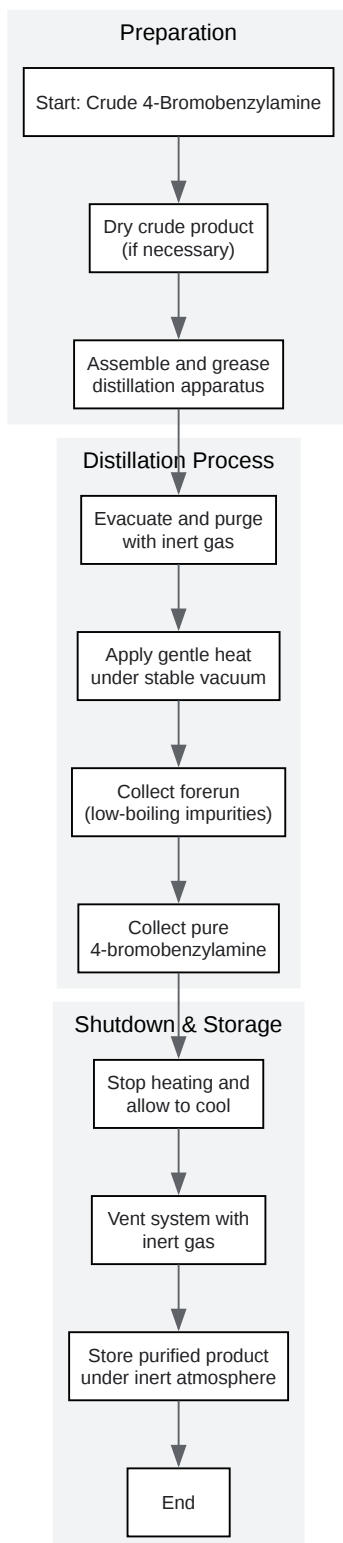 Preparation
Start: Crude 4-Bromobenzylamine
Dry crude product
(if necessary)
Assemble and grease
distillation apparatus
Distillation Process
Evacuate and purge
with inert gas
Apply gentle heat
under stable vacuum
Collect forerun
(low-boiling impurities)
Collect pure
4-bromobenzylamine
Shutdown & Storage
Stop heating and
allow to cool
Vent system with
inert gas
Store purified product
under inert atmosphere
End